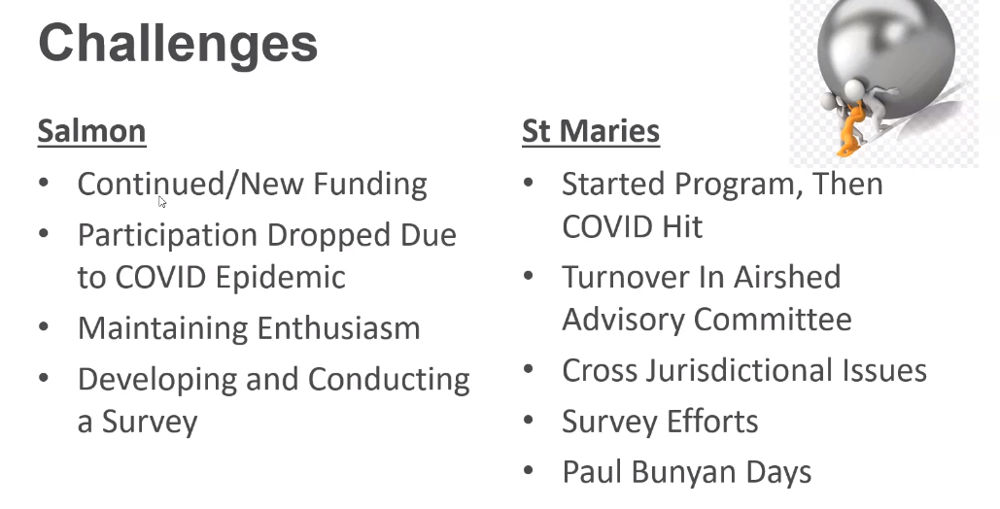 Challenges
Salmon
• Continued/New Funding
• Participation Dropped Due
to COVID Epidemic
• Maintaining Enthusiasm
• Developing and Conducting
a Survey
St Maries
• Started Program, Then
COVID Hit
• Turnover In Airshed
Advisory Committee
• Cross Jurisdictional Issues
• Survey Efforts
• Paul Bunyan Days